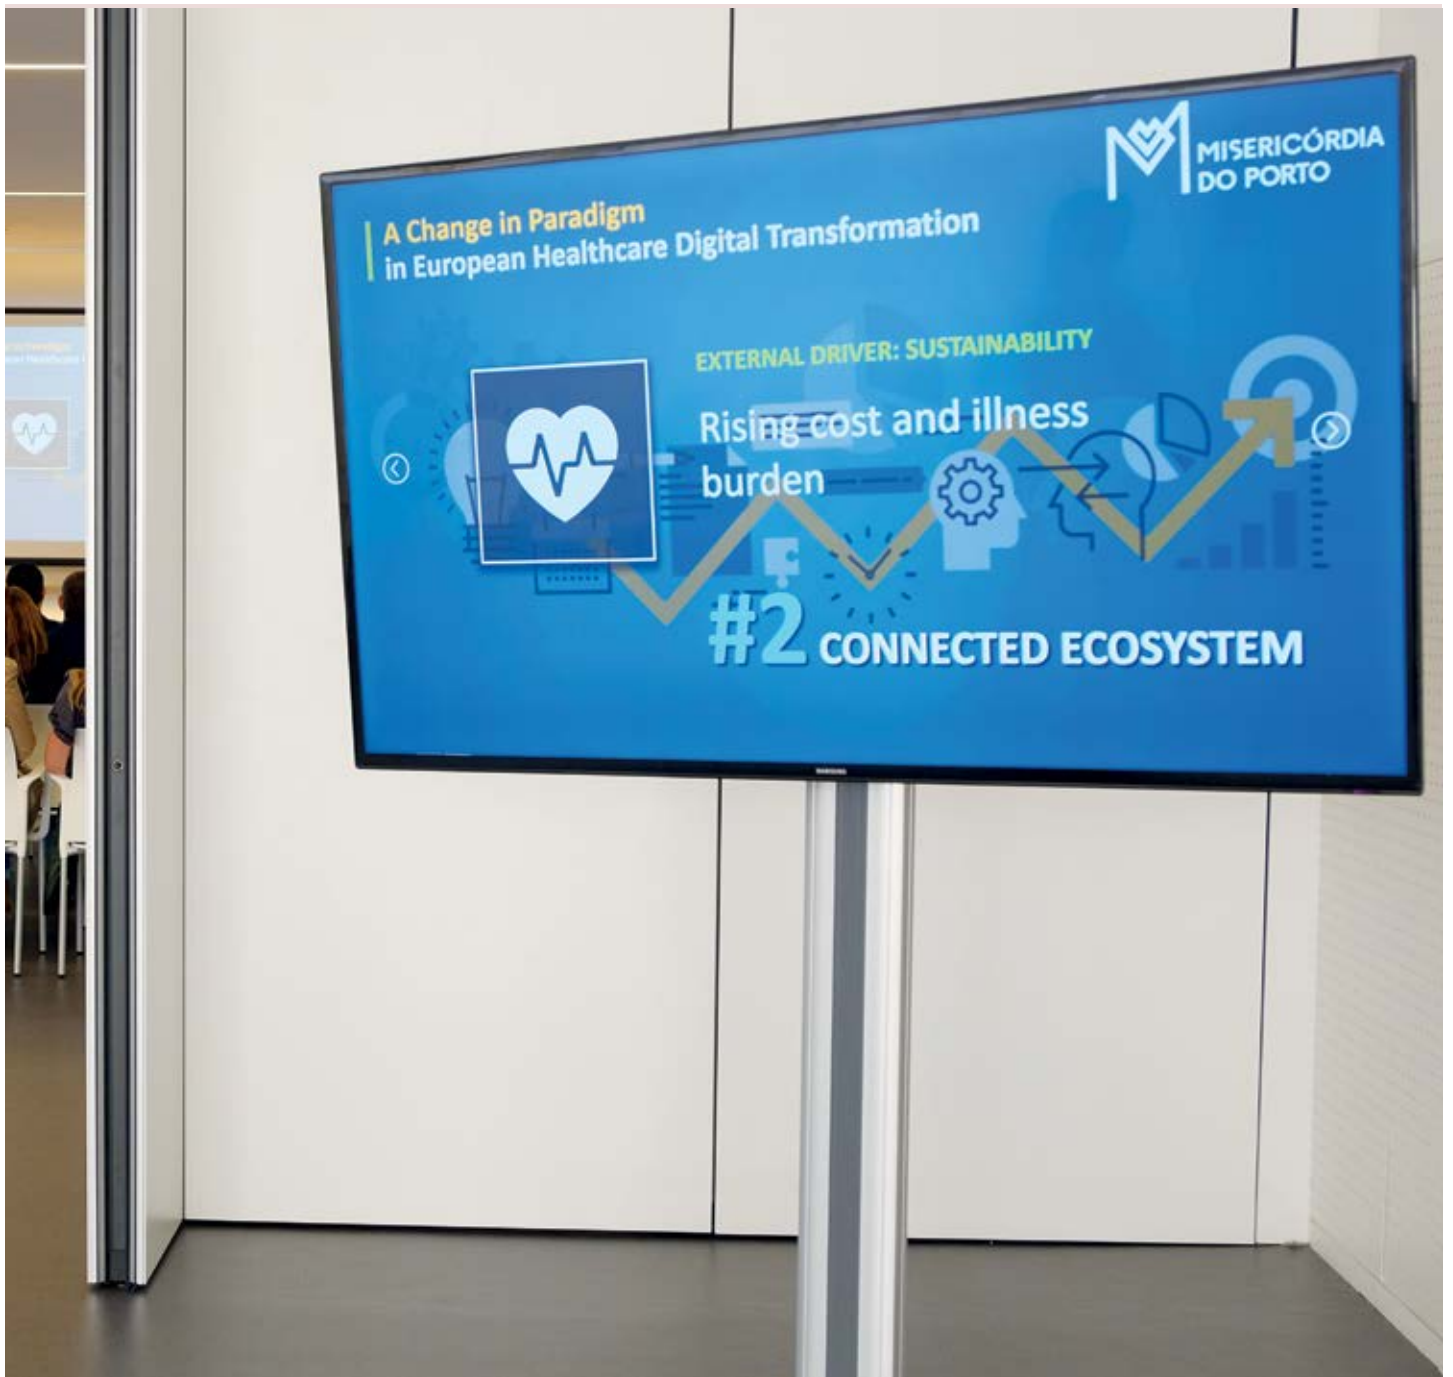 MISERICÓRDIA
DO PORTO
A Change in Paradigm
in European Healthcare Digital Transformation
EXTERNAL DRIVER: SUSTAINABILITY
Rising cost and illness
burden
#2 CONNECTED ECOSYSTEM
SAMSUNG